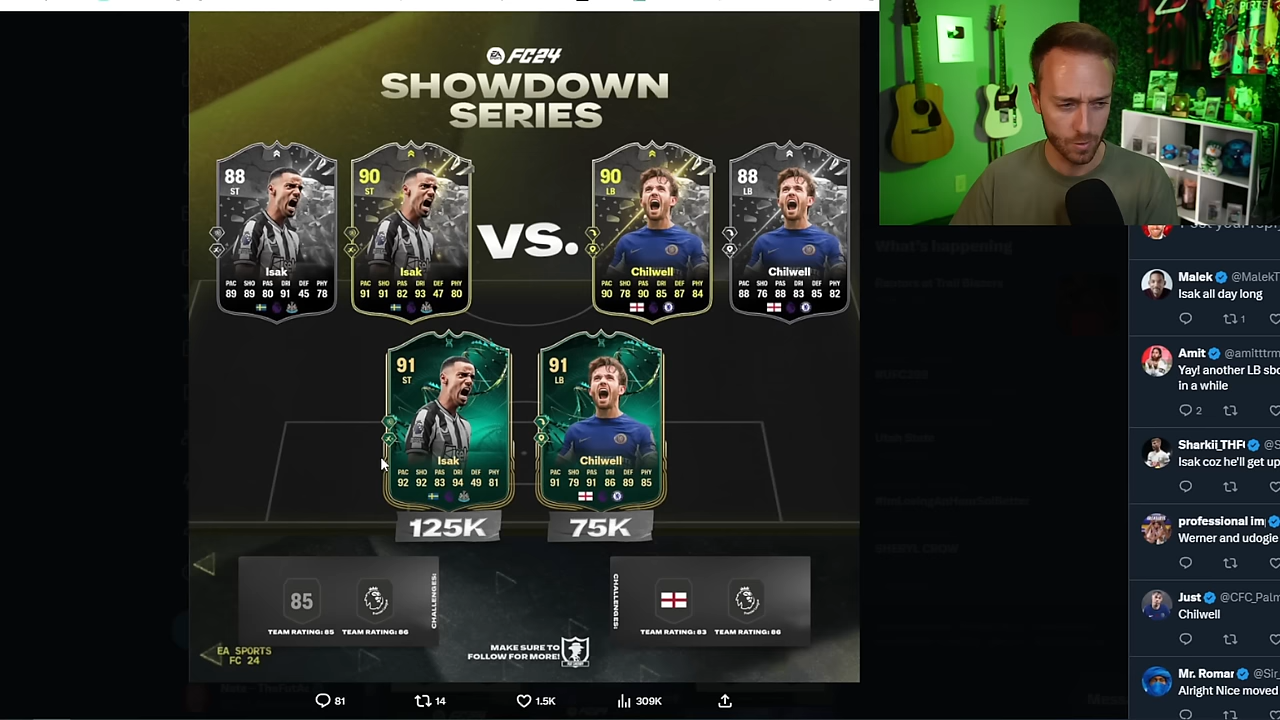 FC24
SHOWDOWN
SERIES
88
ST
Isak
PAC SHO PAS DRI DEF PHY
89 89 80 91 45 78
90
ST
Isak
PAC SHO PAS DRI DEF PHY
91 91 82 93 47 80
VS.
90
LB
Chilwell
PAC SHO PAS DRI DEF PHY
90 78 90 85 87 84
88
LB
Chilwell
PAC SHO PAS DRI DEF PHY
88 76 88 83 85 82
91
ST
Isak
PAC SHO PAS DRI DEF PHY
92 92 83 94 49 81
125K
91
LB
Chilwell
PAC SHO PAS DRI DEF PHY
91 79 91 86 89 85
75K
85
TEAM RATING: 85 TEAM RATING: 86
CHALLENGES:
CHALLENGES:
TEAM RATING: 83 TEAM RATING: 86
EA SPORTS
FC 24
MAKE SURE TO
FOLLOW FOR MORE!
81 14 1.5K 309K
What's happening
Malek @MalekT
Isak all day long
1
Amit @amitttrm
Yay! another LB sbc
in a while
2
Sharkii_THF @S
Isak coz he'll get up
professional im
Werner and udogie
Just @CFC_Palm
Chilwell
Mr. Romar @Sir_
Alright Nice moved